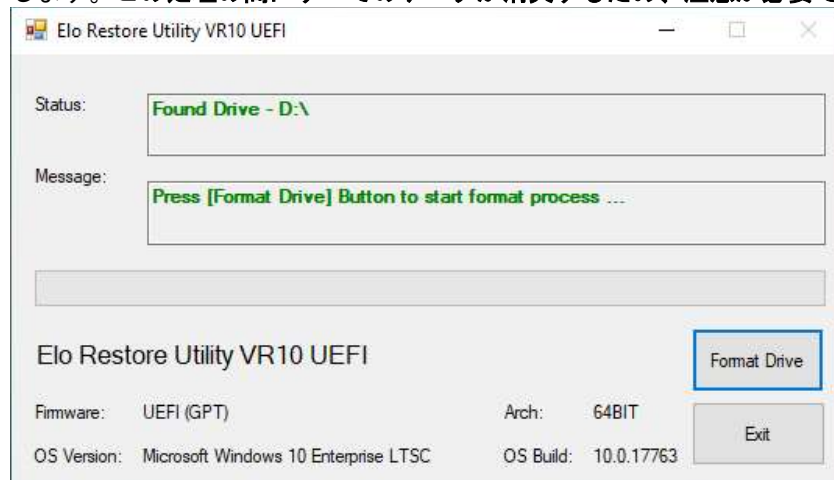 Elo Restore Utility VR10 UEFI
Status:
Found Drive - D:\
Message:
Press [Format Drive] Button to start format process ...
Elo Restore Utility VR10 UEFI
Format Drive
Firmware: UEFI (GPT) Arch: 64BIT
Exit
OS Version: Microsoft Windows 10 Enterprise LTSC OS Build: 10.0.17763